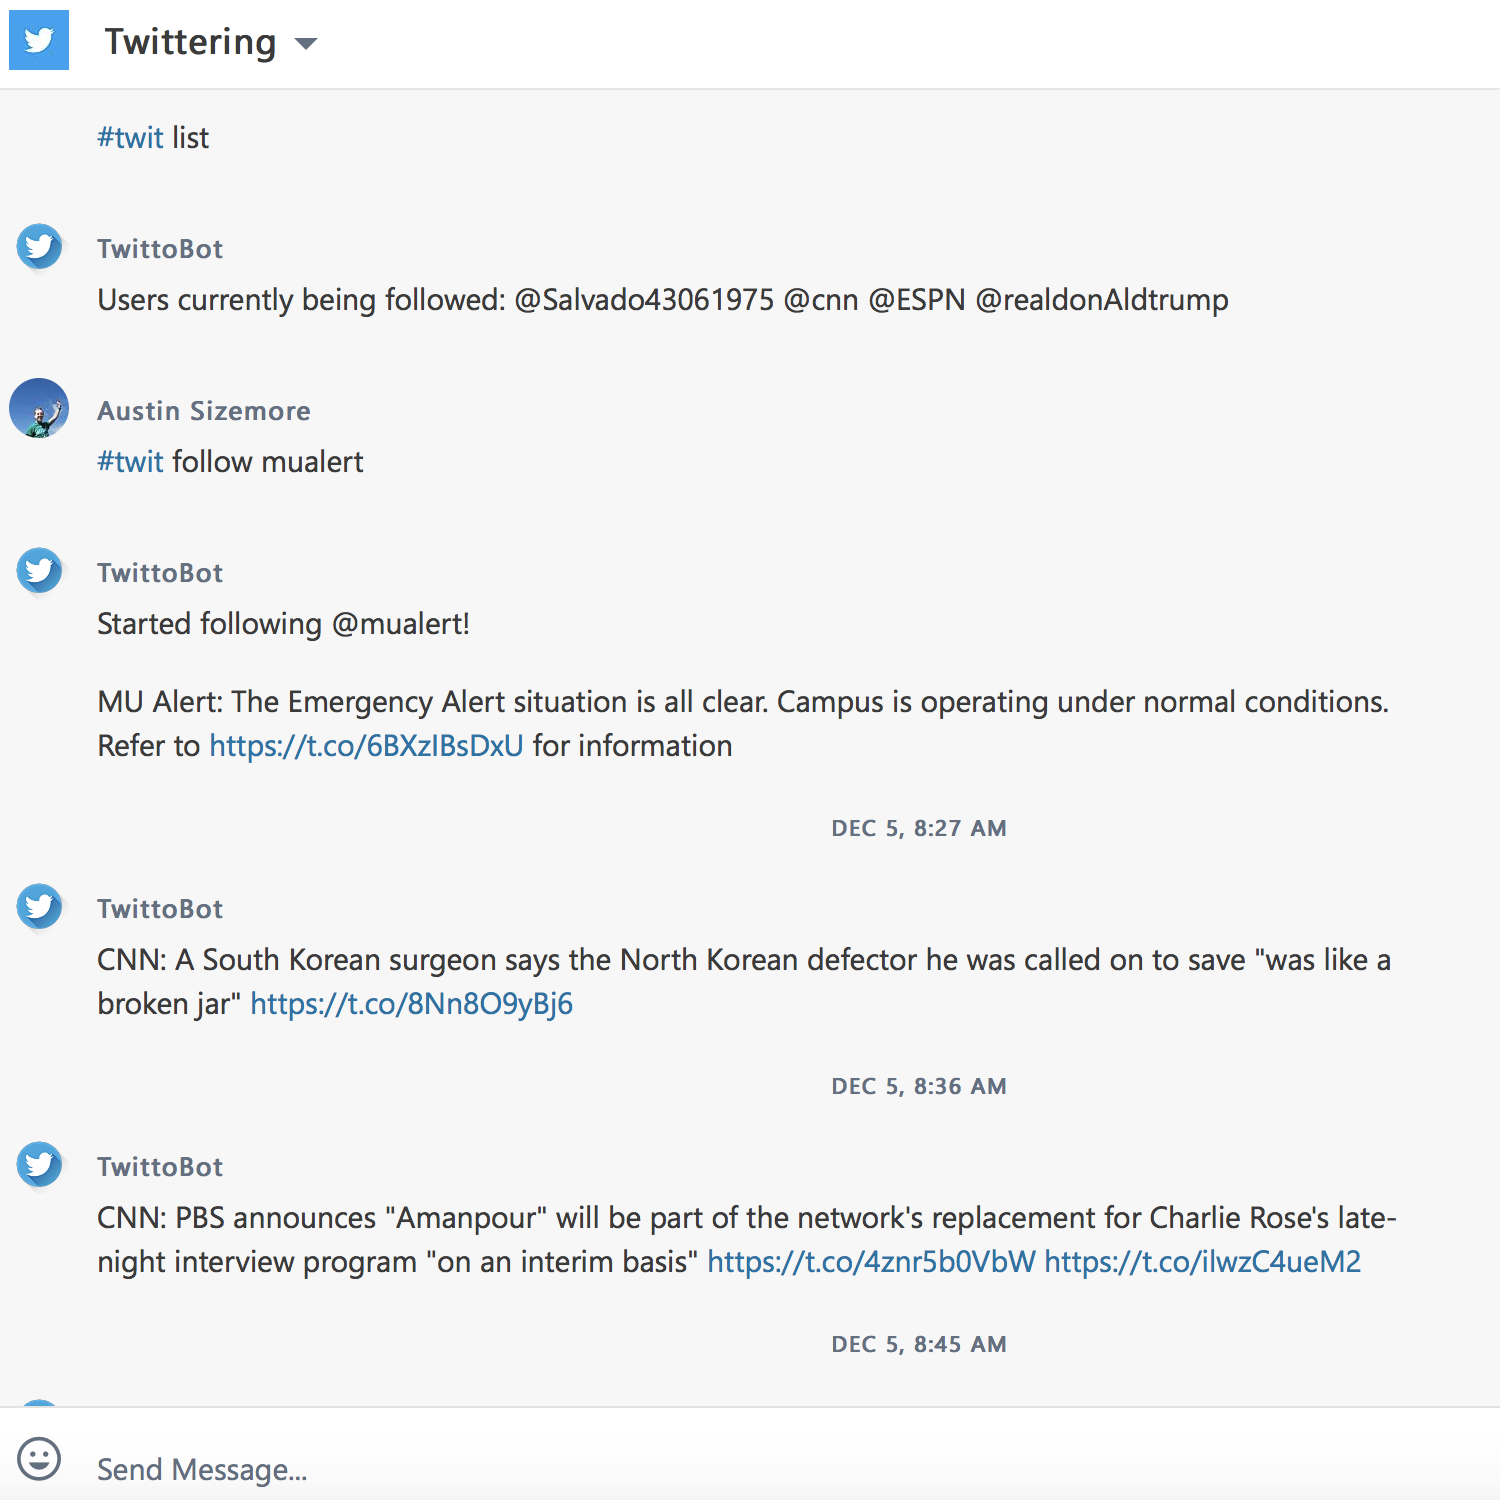 Twittering
#twit list
TwittoBot
Users currently being followed: @Salvado43061975 @cnn @ESPN @realdonAldtrump
Austin Sizemore
#twit follow mualert
TwittoBot
Started following @mualert!
MU Alert: The Emergency Alert situation is all clear. Campus is operating under normal conditions.
Refer to https://t.co/6BXzIBsDxU for information
DEC 5, 8:27 AM
TwittoBot
CNN: A South Korean surgeon says the North Korean defector he was called on to save "was like a
broken jar" https://t.co/8Nn8O9yBj6
DEC 5, 8:36 AM
TwittoBot
CNN: PBS announces "Amanpour" will be part of the network's replacement for Charlie Rose's late-
night interview program "on an interim basis" https://t.co/4znr5b0VbW https://t.co/ilwzC4ueM2
DEC 5, 8:45 AM
Send Message...